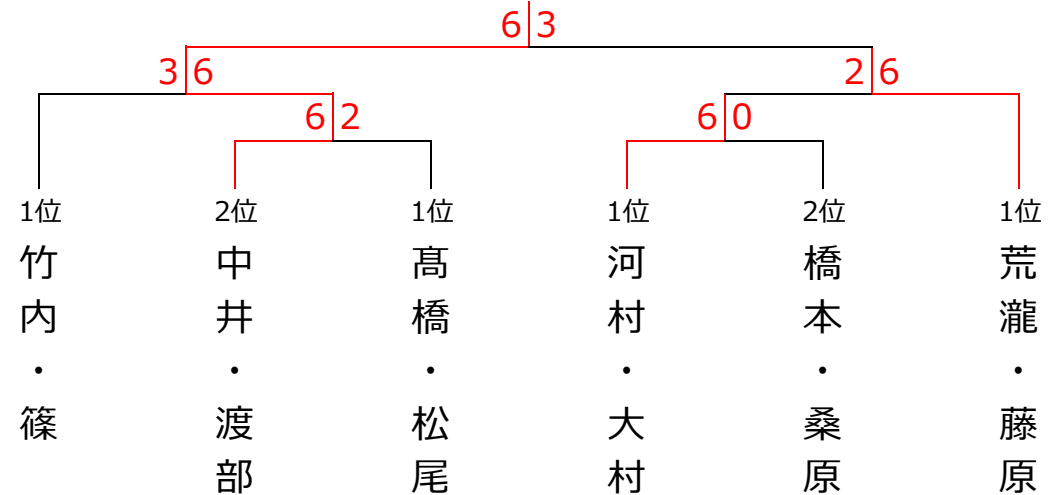 6 3
3 6
2 6
6 2
6 0
1位
2位
1位
1位
2位
1位
竹内・篠
中井・渡部
髙橋・松尾
河村・大村
橋本・桑原
荒瀧・藤原